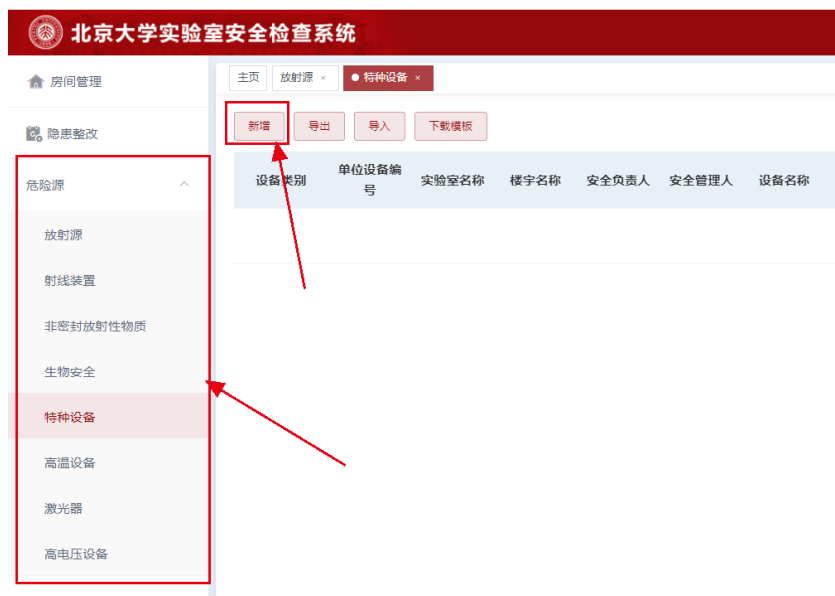 北京大学实验室安全检查系统
房间管理
隐患整改
危险源
放射源
射线装置
非密封放射性物质
生物安全
特种设备
高温设备
激光器
高电压设备
主页 放射源 × ● 特种设备 ×
新增 导出 导入 下载模板
设备类别 单位设备编号 实验室名称 楼宇名称 安全负责人 安全管理人 设备名称